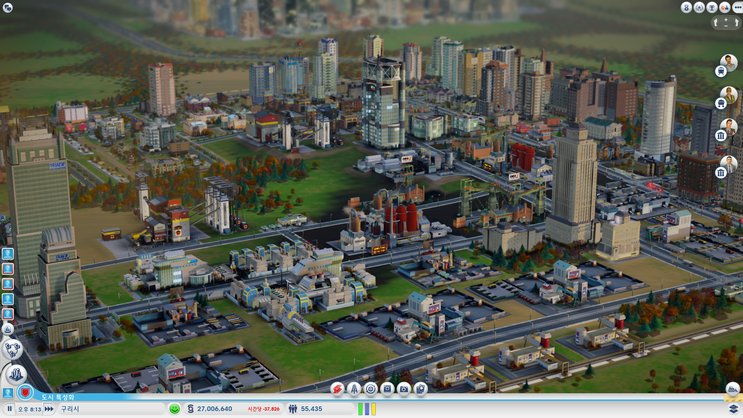 도시 특성화
오후 8:13
구리시
27,006,640
시간당 -37,826
55,435